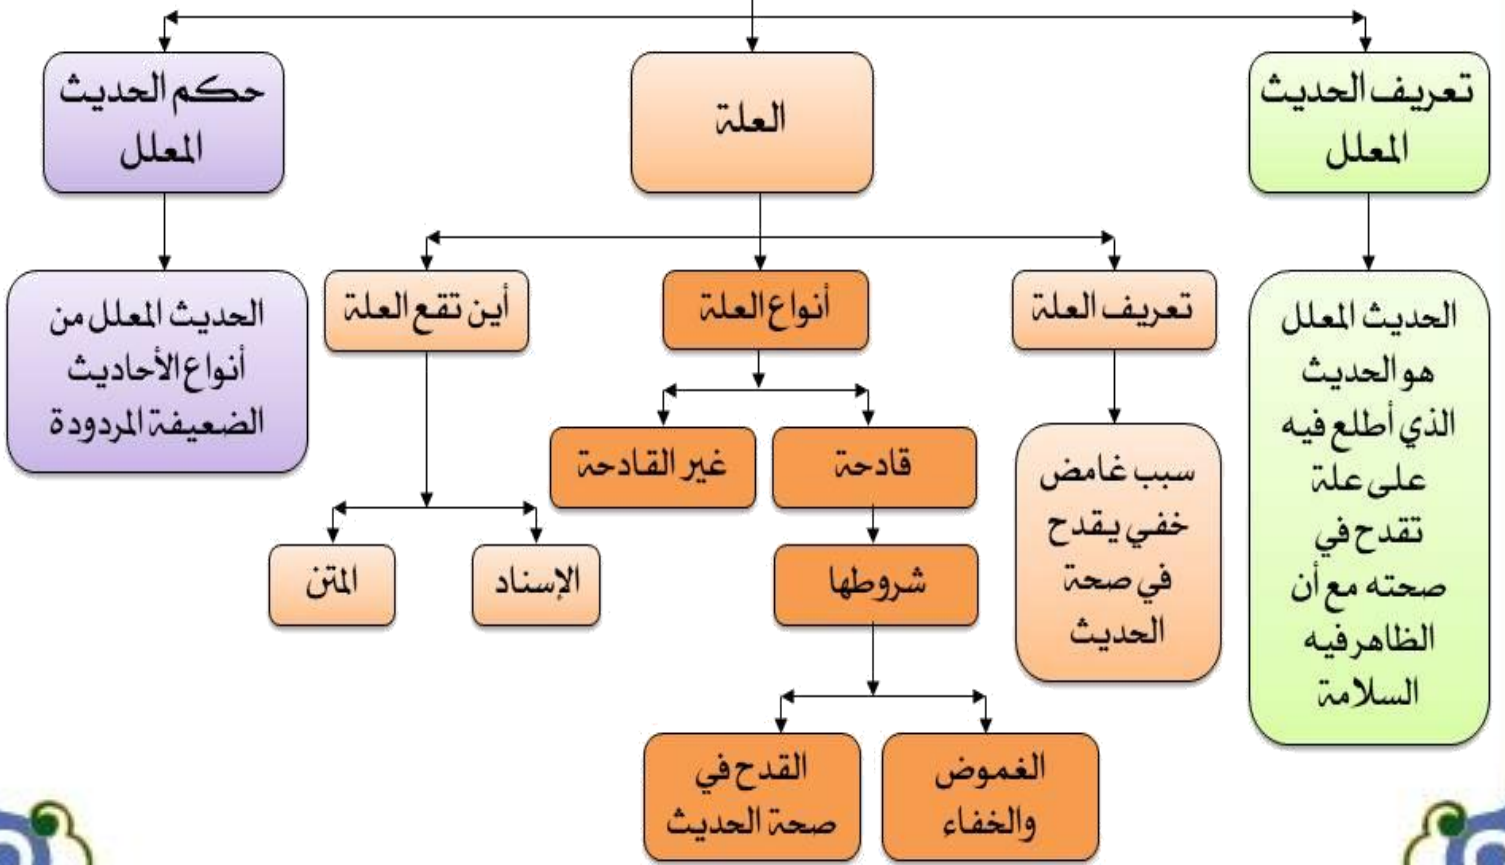 تعريف الحديث
المعلل
العلة
حكم الحديث
المعلل
الحديث المعلل
هو الحديث
الذي أطلع فيه
على علة
تقدح في
صحته مع أن
الظاهر فيه
السلامة
تعريف العلة
أنواع العلة
أين تقع العلة
الحديث المعلل من
أنواع الأحاديث
الضعيفة المردودة
سبب غامض
خفي يقدح
في صحة
الحديث
قادحة
غير القادحة
شروطها
الإسناد
المتن
الغموض
والخفاء
القدح في
صحة الحديث